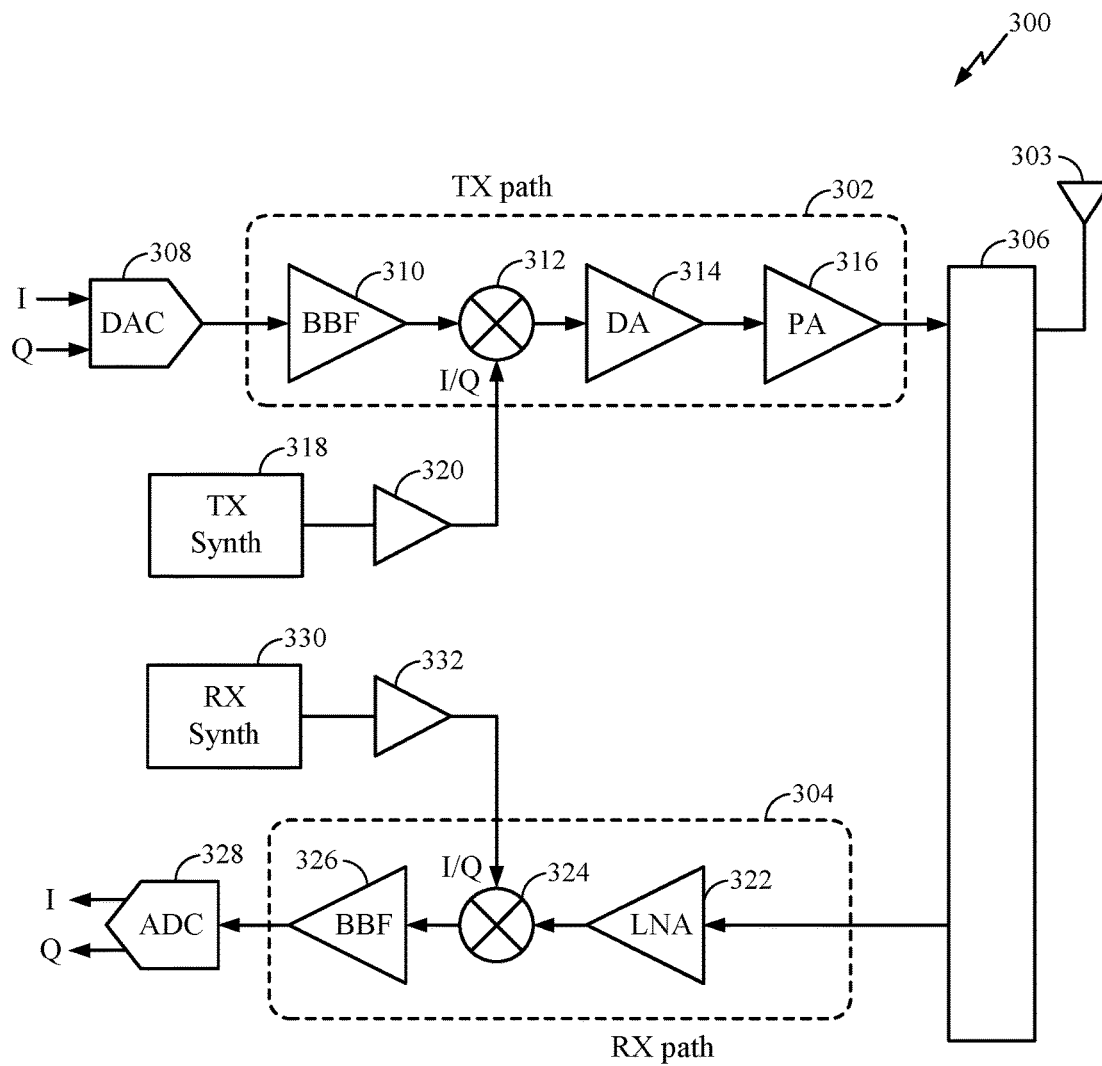 300
303
TX path
302
306
308
310
312
314
316
I
DAC
BBF
DA
PA
Q
I/Q
318
320
TX
Synth
330
332
RX
Synth
304
328
326
I/Q
324
322
I
ADC
BBF
LNA
Q
RX path